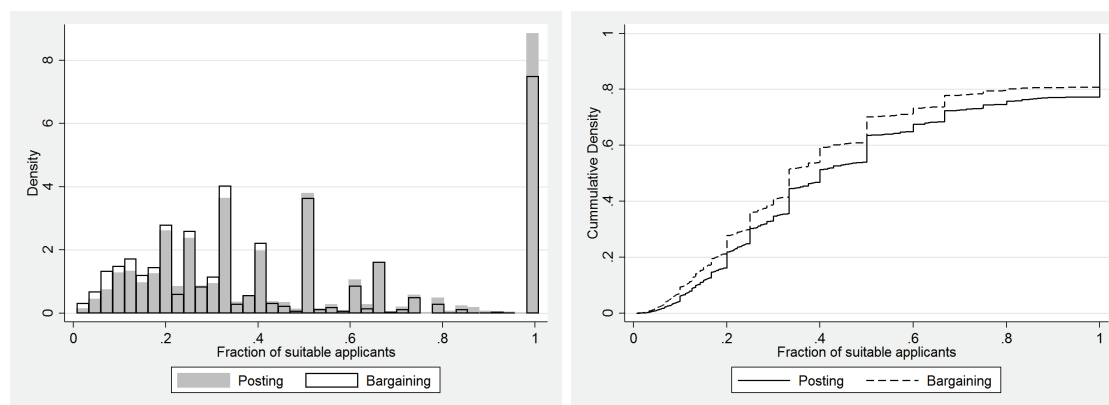 Density
8
6
4
2
0
0 .2 .4 .6 .8 1
Fraction of suitable applicants
Posting Bargaining
Cummulative Density
1
.8
.6
.4
.2
0
0 .2 .4 .6 .8 1
Fraction of suitable applicants
Posting Bargaining